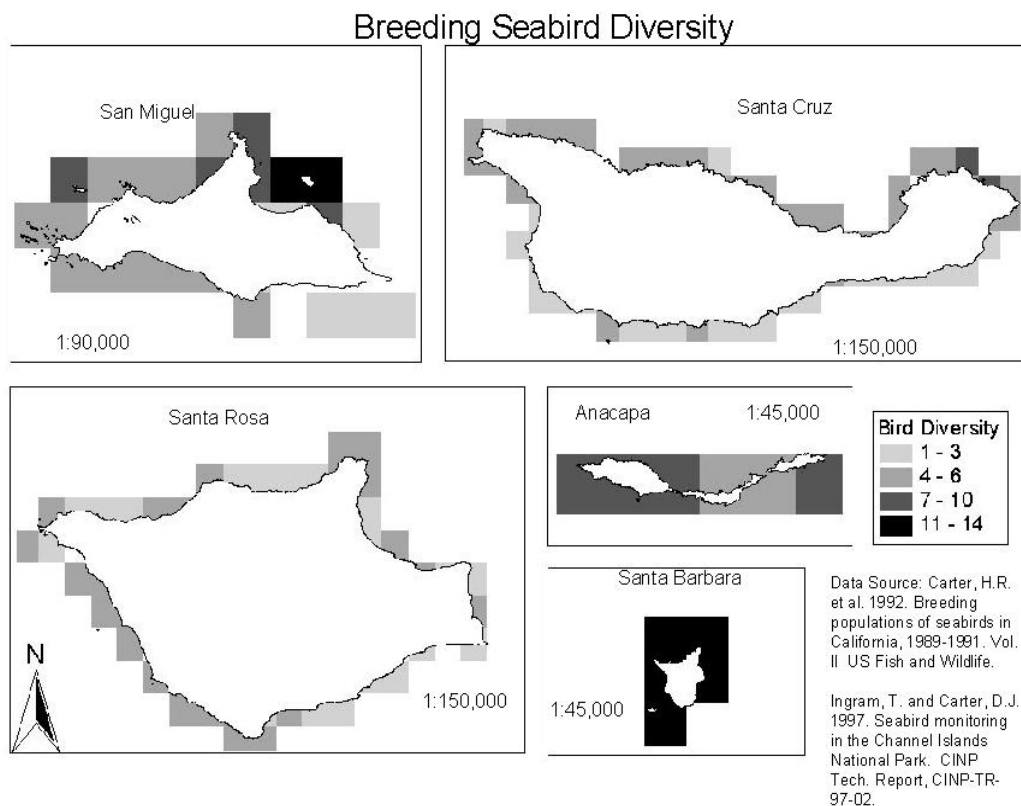 Breeding Seabird Diversity
San Miguel
1:90,000
Santa Cruz
1:150,000
Santa Rosa
1:150,000
N
Anacapa
1:45,000
Bird Diversity
1 - 3
4 - 6
7 - 10
11 - 14
Santa Barbara
1:45,000
Data Source: Carter, H.R.
et al. 1992. Breeding
populations of seabirds in
California, 1989-1991. Vol.
II US Fish and Wildlife.
Ingram, T. and Carter, D.J.
1997. Seabird monitoring
in the Channel Islands
National Park. CINP
Tech. Report, CINP-TR-
97-02.